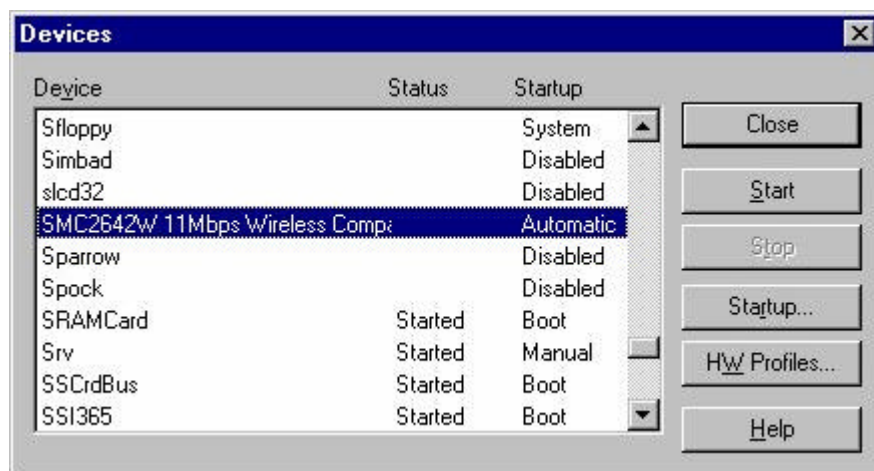 Devices
Device Status Startup
Sfloppy System
Simbad Disabled
slcd32 Disabled
SMC2642W 11Mbps Wireless Compa Automatic
Sparrow Disabled
Spock Disabled
SRAMCard Started Boot
Srv Started Manual
SSCrdBus Started Boot
SSI365 Started Boot
Close
Start
Stop
Startup...
HW Profiles...
Help